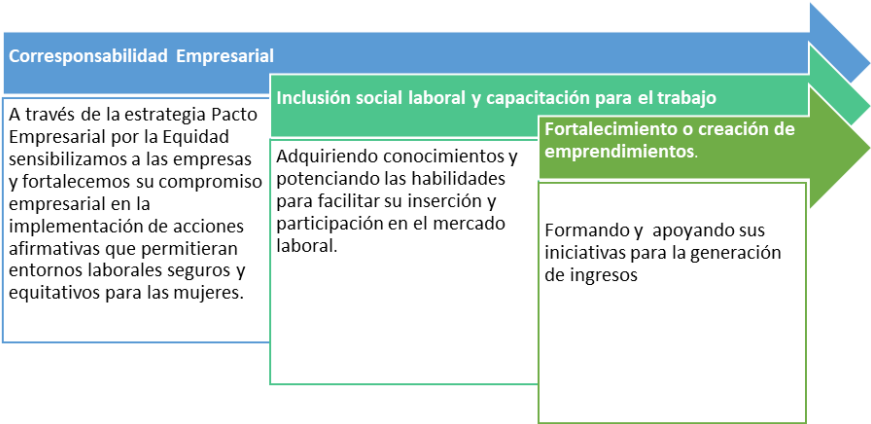 Corresponsabilidad Empresarial
A través de la estrategia Pacto
Empresarial por la Equidad
sensibilizamos a las empresas
y fortalecemos su compromiso
empresarial en la
implementación de acciones
afirmativas que permitieran
entornos laborales seguros y
equitativos para las mujeres.
Inclusión social laboral y capacitación para el trabajo
Adquiriendo conocimientos y
potenciando las habilidades
para facilitar su inserción y
participación en el mercado
laboral.
Fortalecimiento o creación de
emprendimientos.
Formando y apoyando sus
iniciativas para la generación
de ingresos